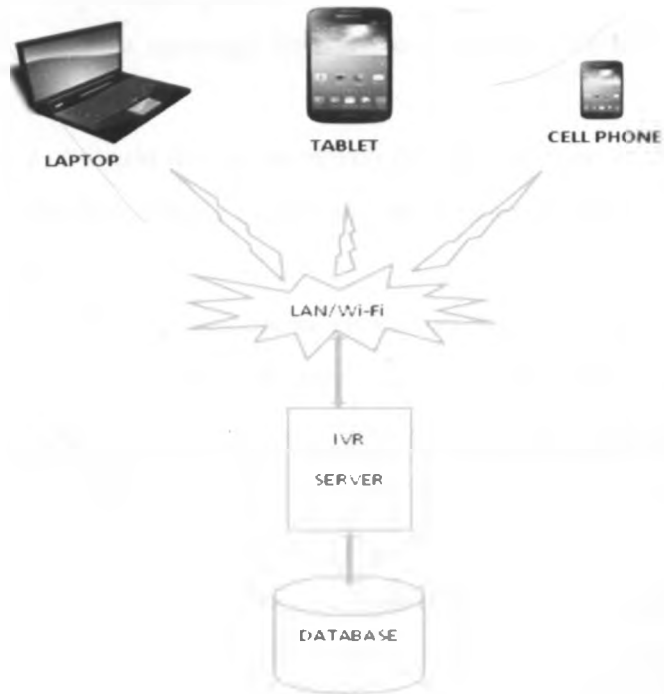 LAPTOP
TABLET
CELL PHONE
LAN/Wi-Fi
IVR
SERVER
DATABASE